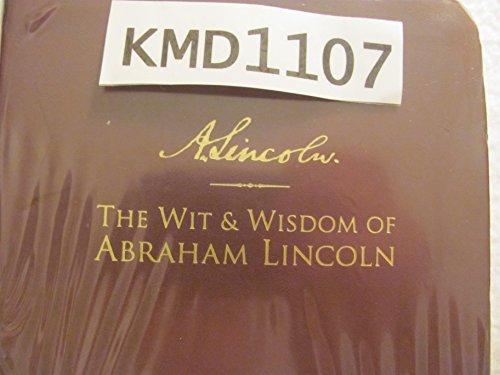 KMD1107
A. Lincoln.
THE WIT & WISDOM OF
ABRAHAM LINCOLN